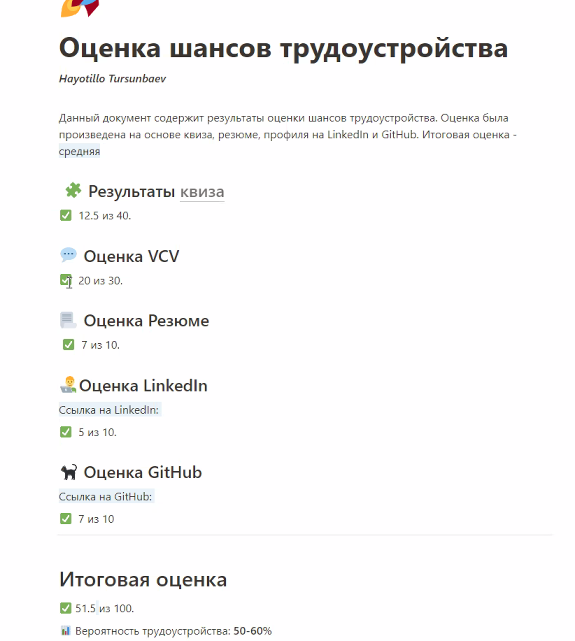 Оценка шансов трудоустройства
Hayotillo Tursunbaev
Данный документ содержит результаты оценки шансов трудоустройства. Оценка была
произведена на основе квиза, резюме, профиля на LinkedIn и GitHub. Итоговая оценка -
средняя
Результаты квиза
12.5 из 40.
Оценка VCV
20 из 30.
Оценка Резюме
7 из 10.
Оценка LinkedIn
Ссылка на LinkedIn:
5 из 10.
Оценка GitHub
Ссылка на GitHub:
7 из 10
Итоговая оценка
51.5 из 100.
Вероятность трудоустройства: 50-60%